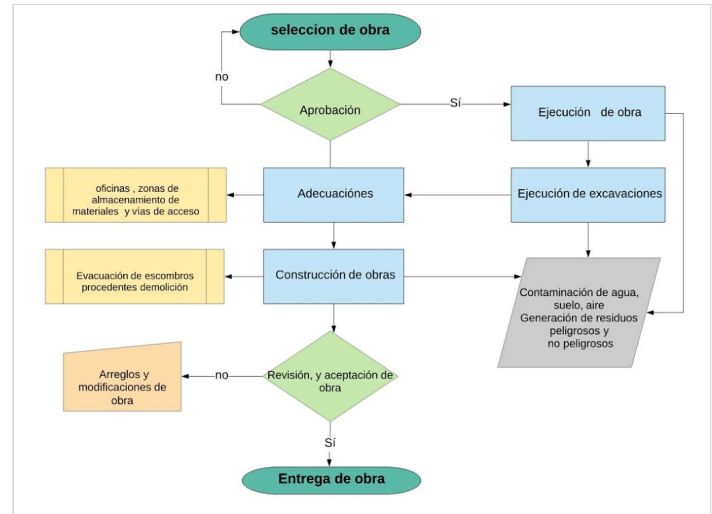 seleccion de obra
no
Aprobación
Sí
Ejecución de obra
oficinas , zonas de
almacenamiento de
materiales y vías de acceso
Adecuaciónes
Ejecución de excavaciones
Evacuación de escombros
procedentes demolición
Construcción de obras
Contaminación de agua,
suelo, aire
Generación de residuos
peligrosos y
no peligrosos
Arreglos y
modificaciones de
obra
no
Revisión, y aceptación de
obra
Sí
Entrega de obra